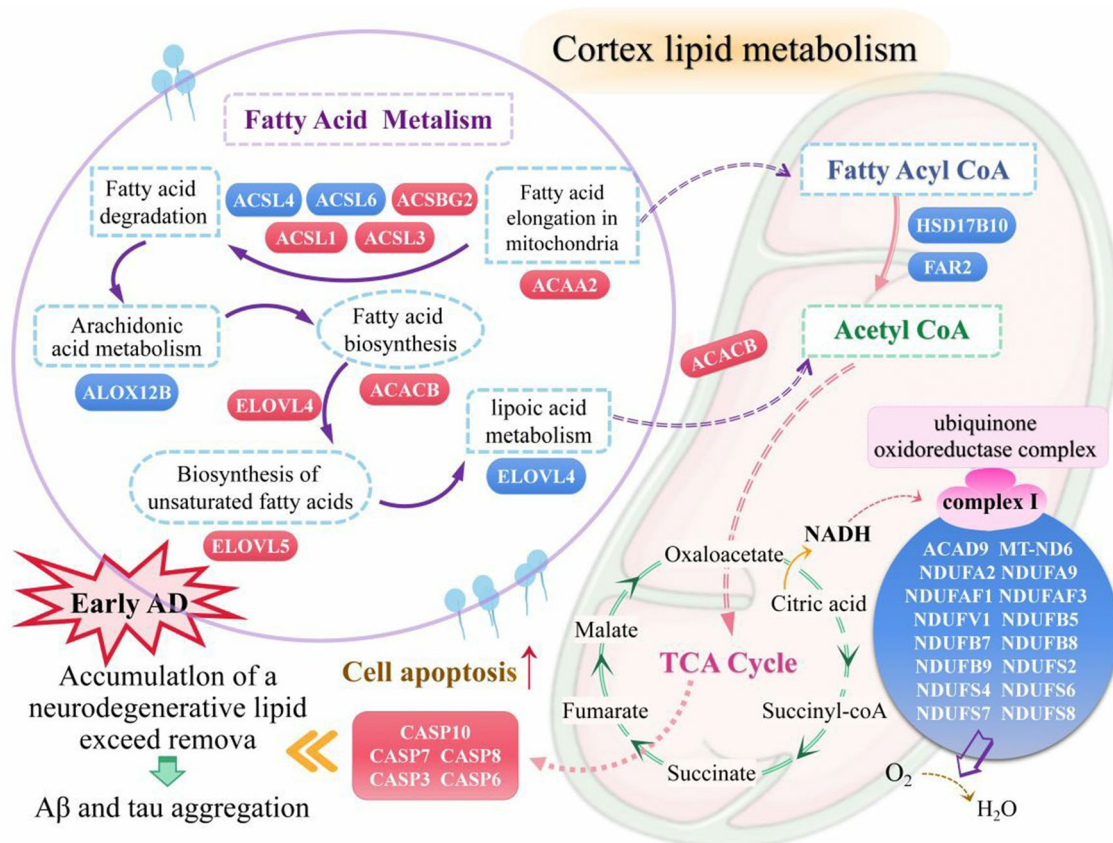 Cortex lipid metabolism
Fatty Acid Metalism
Fatty acid
degradation
ACSL4 ACSL6 ACSBG2
ACSL1 ACSL3
Fatty acid
elongation in
mitochondria
ACAA2
Arachidonic
acid metabolism
ALOX12B
Fatty acid
biosynthesis
ACACB
ELOVL4
lipoic acid
metabolism
ELOVL4
Biosynthesis of
unsaturated fatty acids
ELOVL5
Fatty Acyl CoA
HSD17B10
FAR2
Acetyl CoA
ACACB
ubiquinone
oxidoreductase complex
complex I
NADH
ACAD9 MT-ND6
NDUFA2 NDUFA9
NDUFAF1 NDUFAF3
NDUFV1 NDUFB5
NDUFB7 NDUFB8
NDUFB9 NDUFS2
NDUFS4 NDUFS6
NDUFS7 NDUFS8
O₂
H₂O
Oxaloacetate
Citric acid
Malate
TCA Cycle
Fumarate
Succinyl-coA
Succinate
Cell apoptosis
CASP10
CASP7 CASP8
CASP3 CASP6
Early AD
Accumulation of a
neurodegenerative lipid
exceed remova
Aβ and tau aggregation